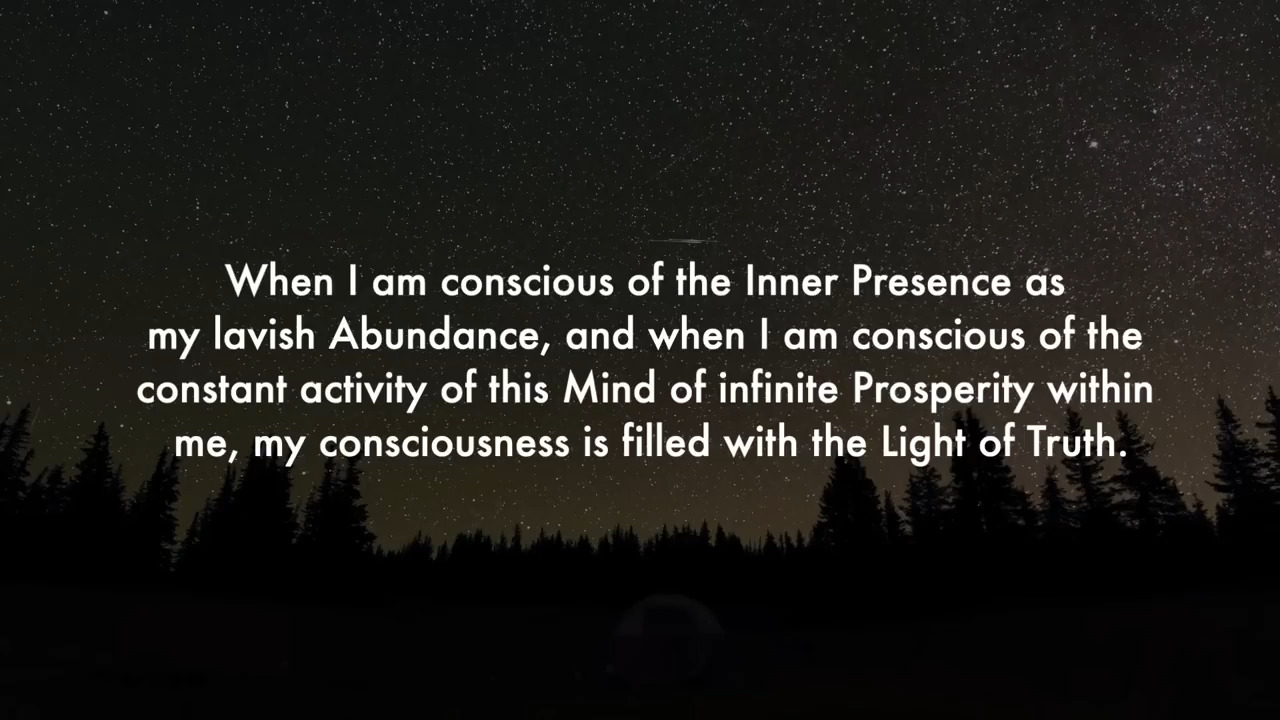 When I am conscious of the Inner Presence as
my lavish Abundance, and when I am conscious of the
constant activity of this Mind of infinite Prosperity within
me, my consciousness is filled with the Light of Truth.